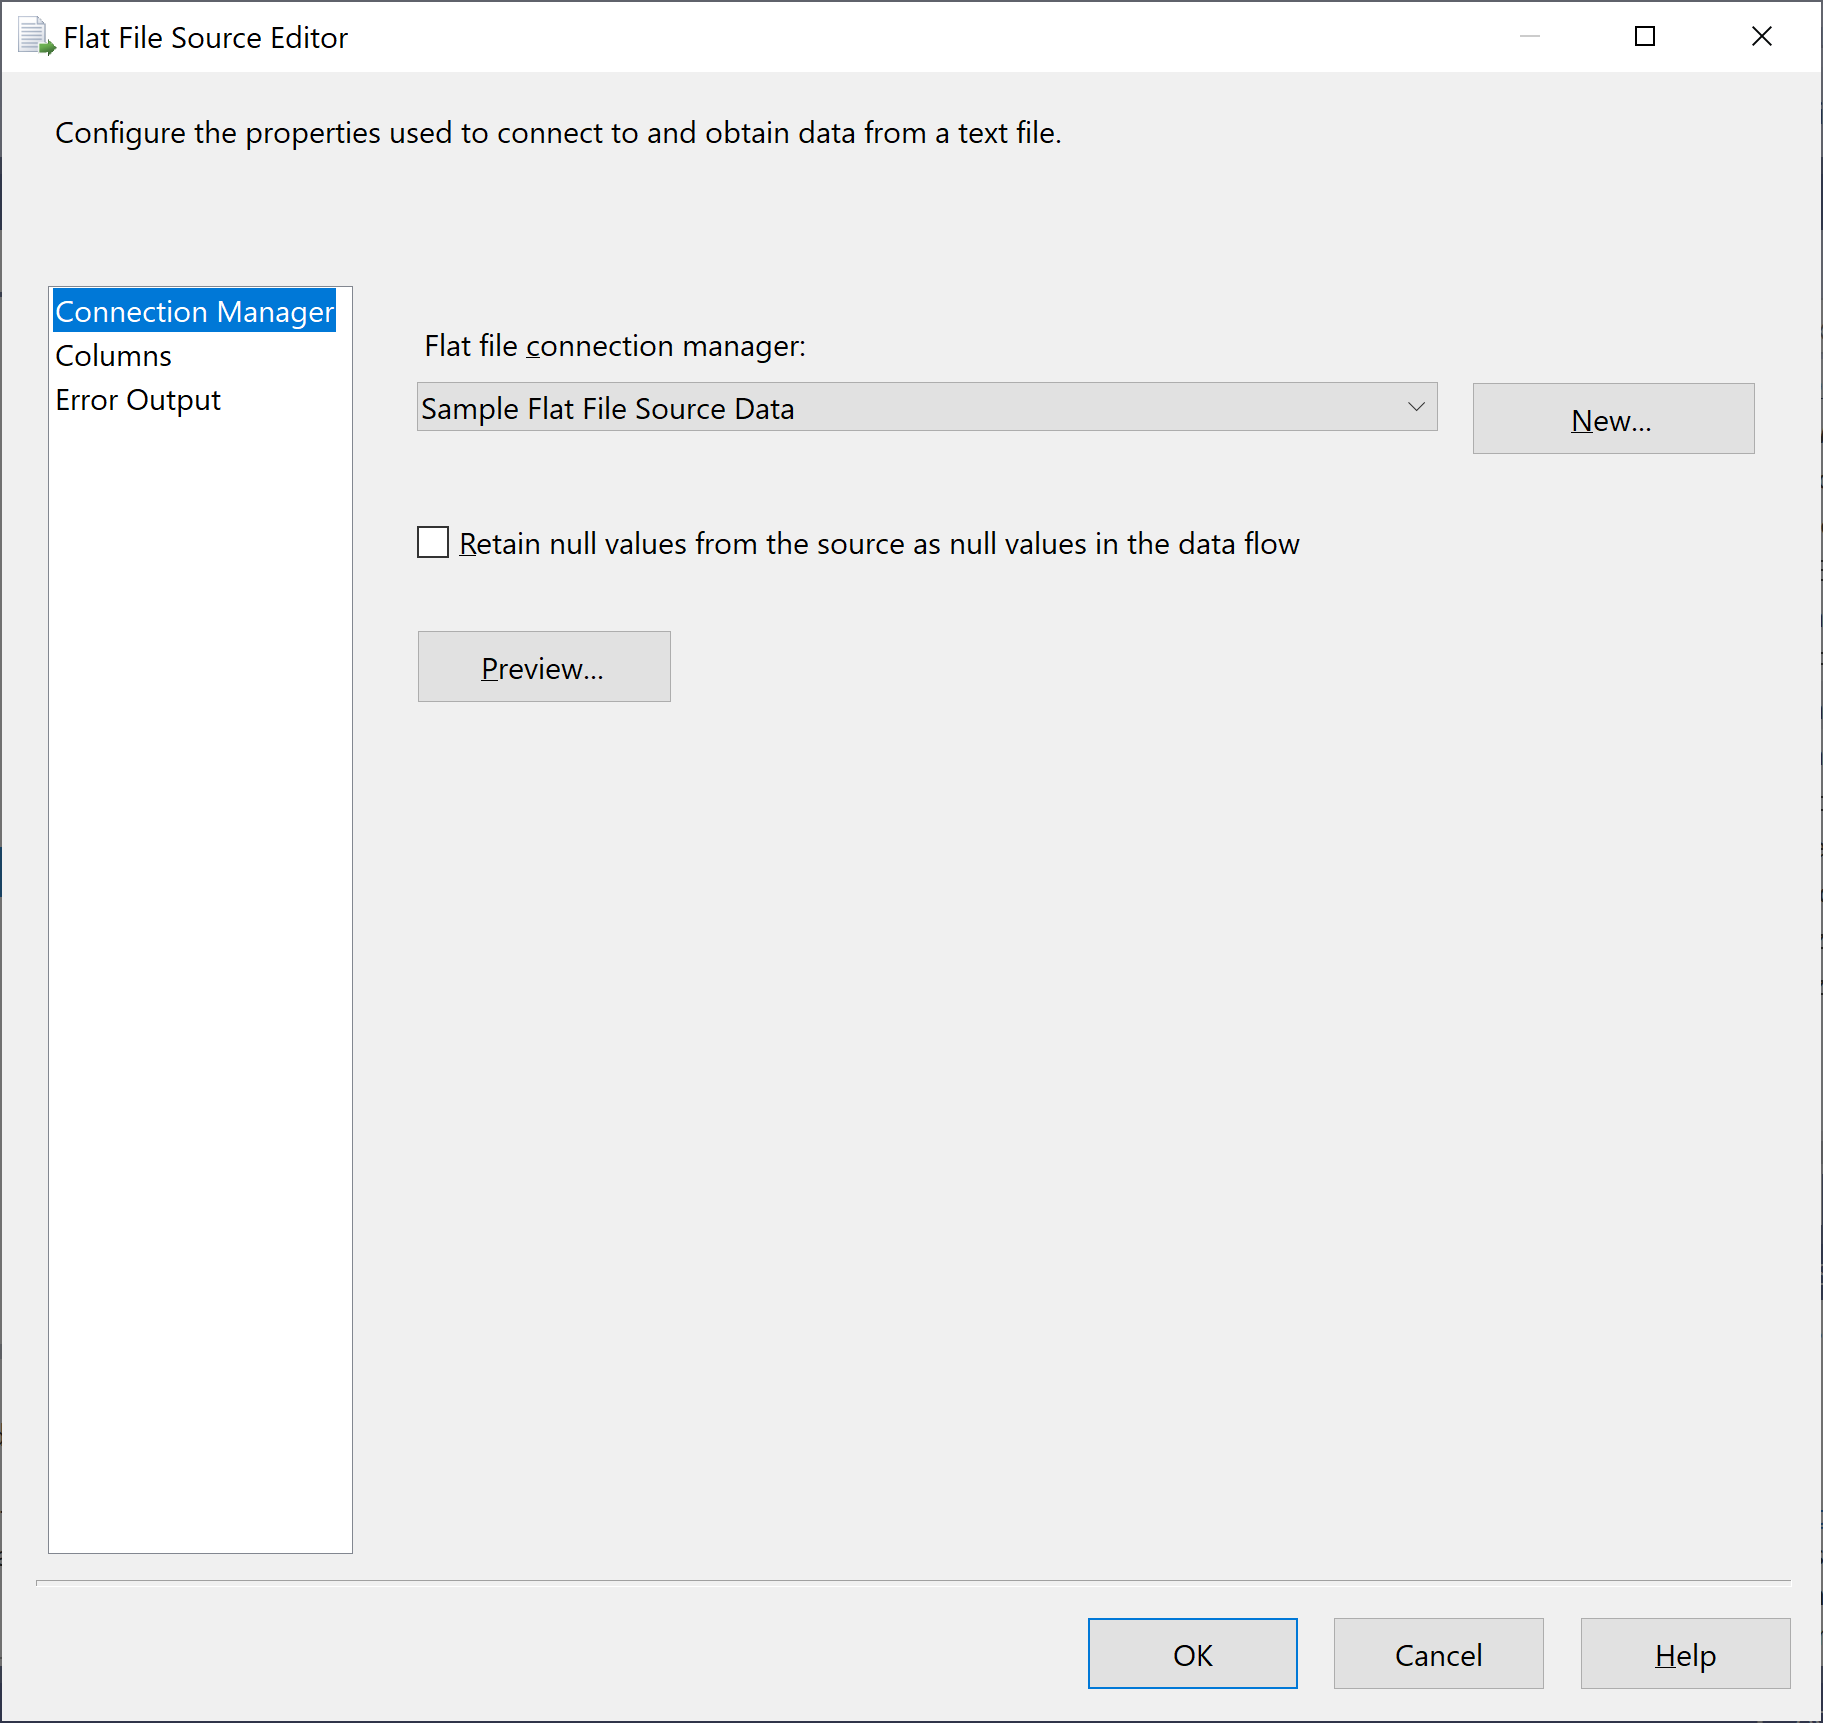 Flat File Source Editor
Configure the properties used to connect to and obtain data from a text file.
Connection Manager
Columns
Error Output
Flat file connection manager:
Sample Flat File Source Data
New...
Retain null values from the source as null values in the data flow
Preview...
OK
Cancel
Help